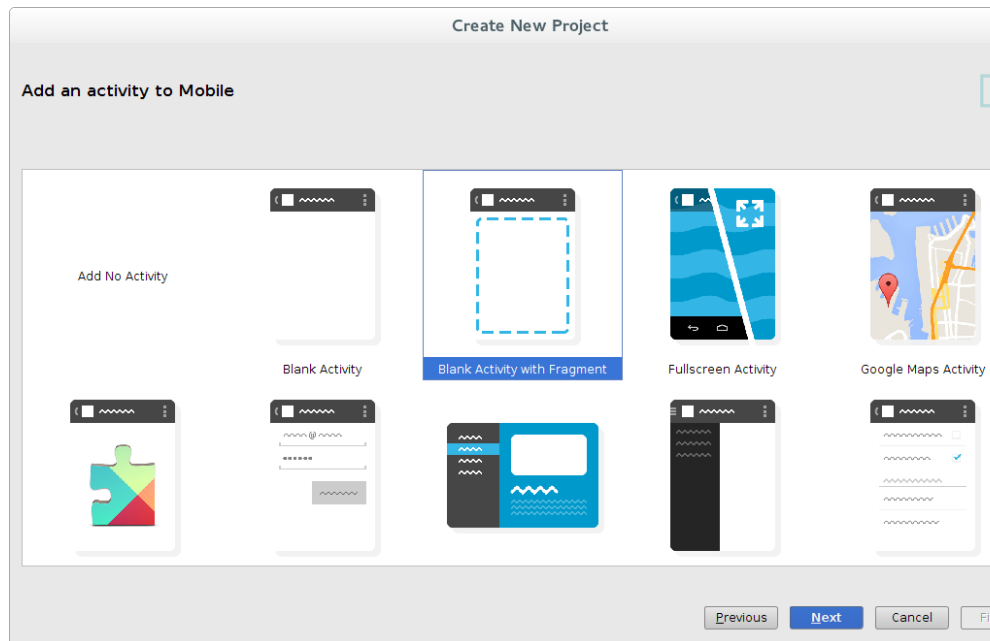 Create New Project
Add an activity to Mobile
Add No Activity
Blank Activity
Blank Activity with Fragment
Fullscreen Activity
Google Maps Activity
Previous
Next
Cancel